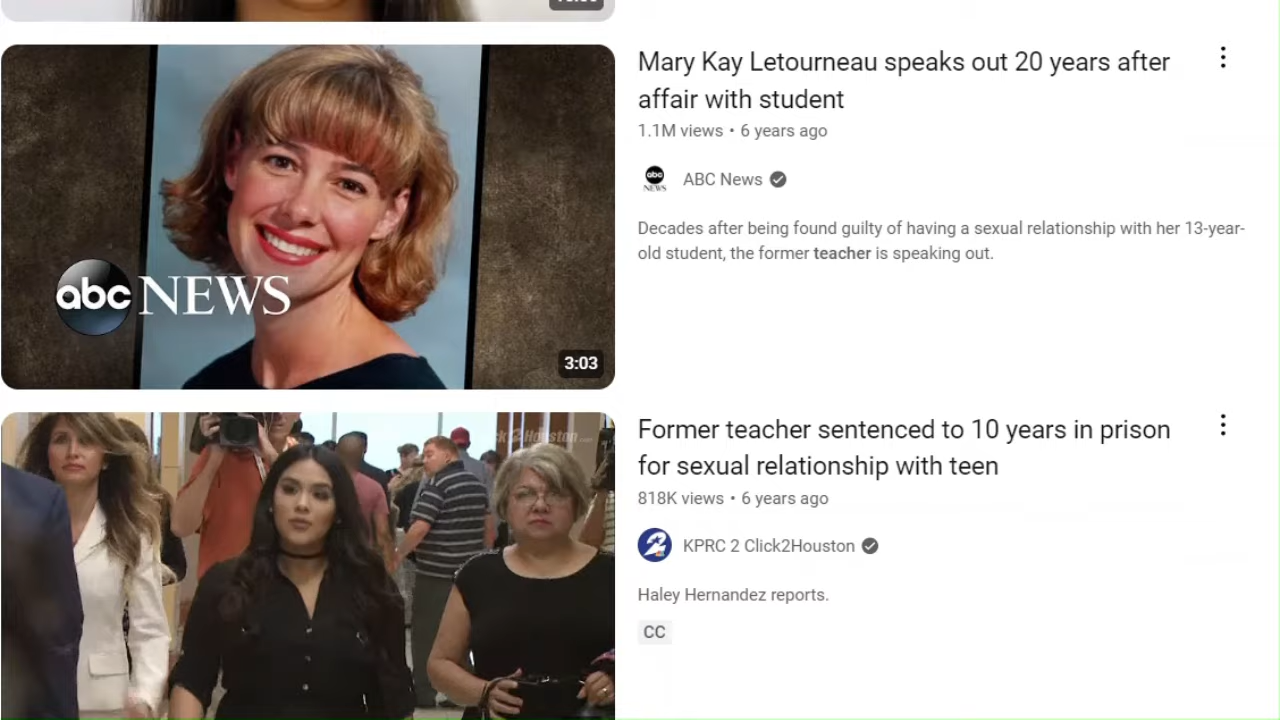 Mary Kay Letourneau speaks out 20 years after
affair with student
1.1M views • 6 years ago
abc NEWS
ABC News
Decades after being found guilty of having a sexual relationship with her 13-year-
old student, the former teacher is speaking out.
abc NEWS
3:03
Former teacher sentenced to 10 years in prison
for sexual relationship with teen
818K views • 6 years ago
2
KPRC 2 Click2Houston
Haley Hernandez reports.
CC